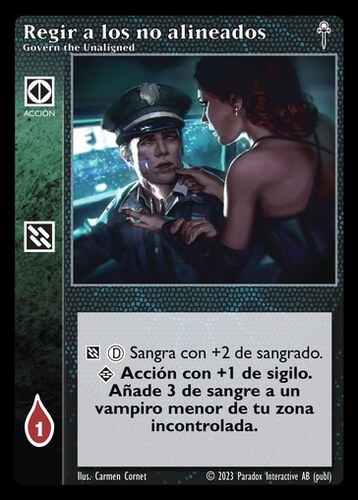 Regir a los no alineados
Govern the Unaligned
ACCIÓN
D Sangra con +2 de sangrado.
Acción con +1 de sigilo.
Añade 3 de sangre a un
vampiro menor de tu zona
incontrolada.
1
Ilus. Carmen Cornet © 2023 Paradox Interactive AB (publ)